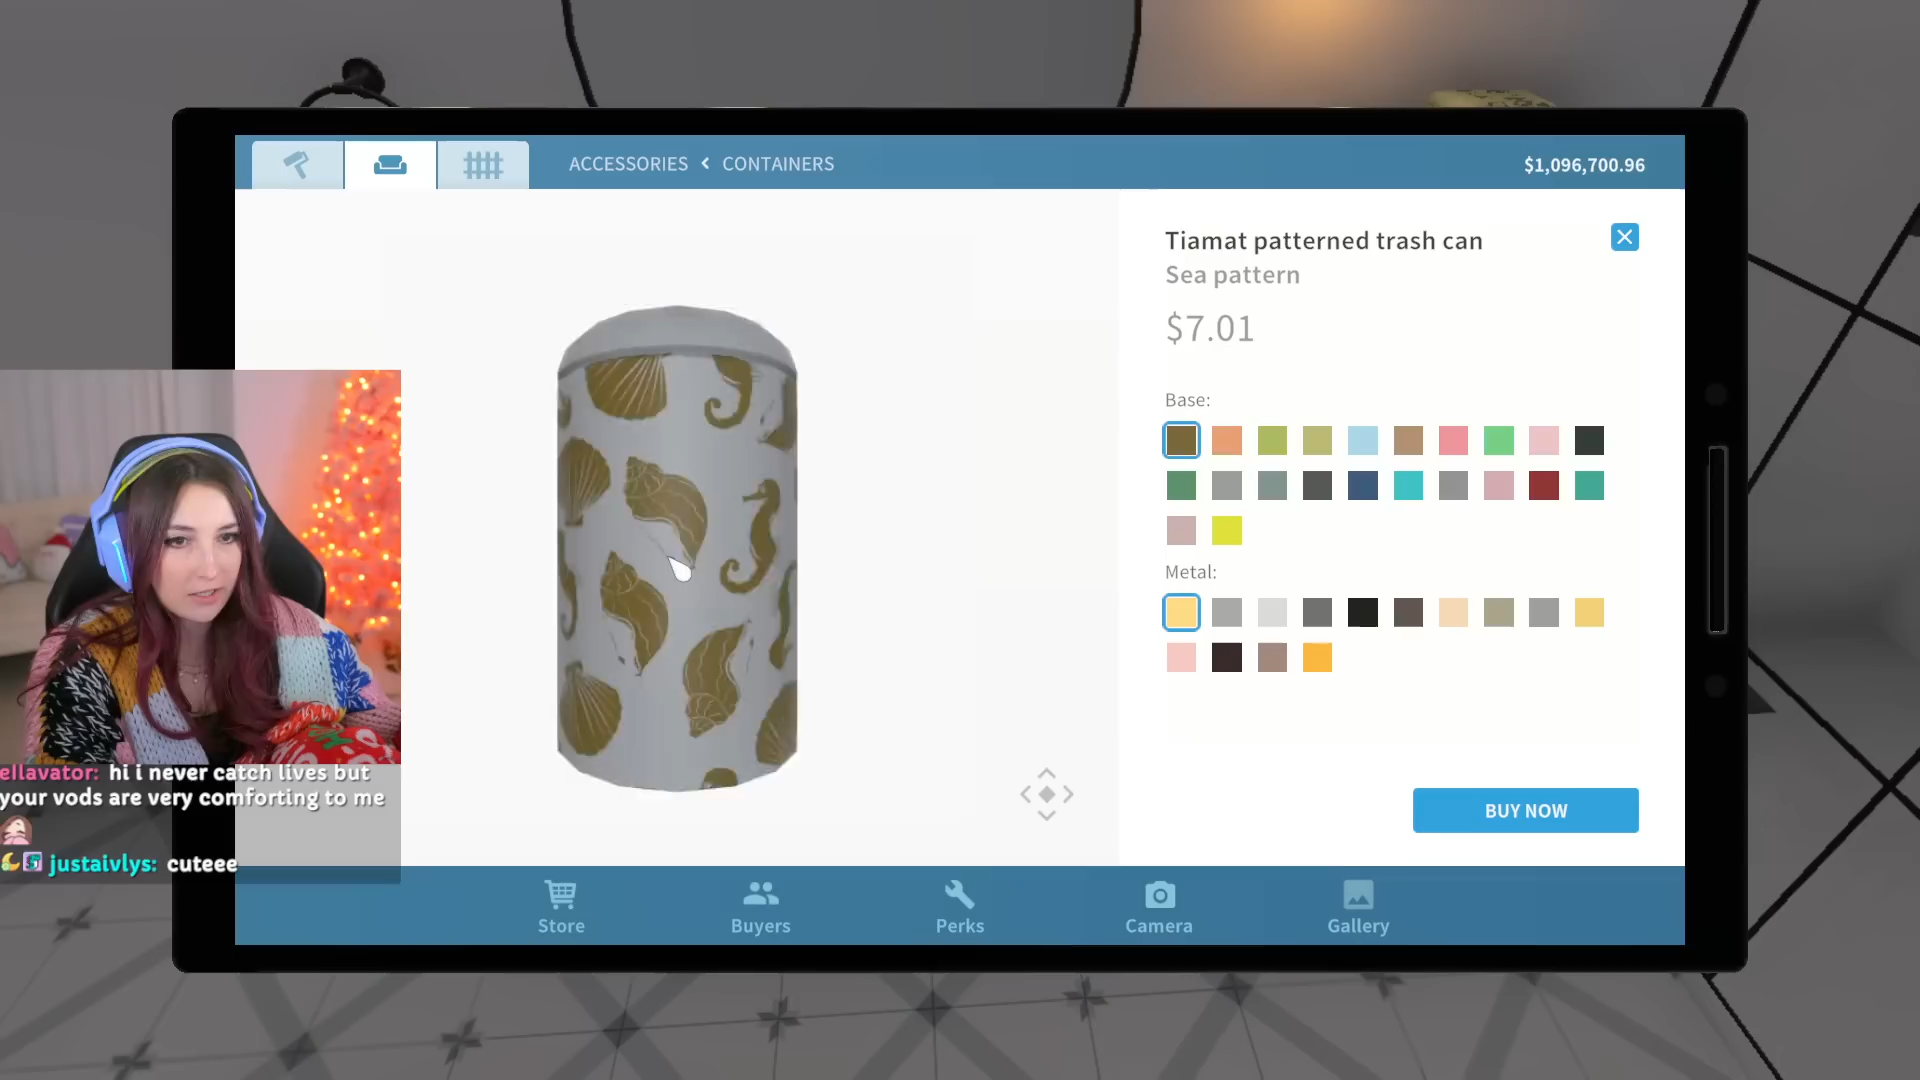 ACCESSORIES < CONTAINERS
$1,096,700.96
Tiamat patterned trash can
Sea pattern
$7.01
Base:
Metal:
BUY NOW
ellavator: hi i never catch lives but
your vods are very comforting to me
justaivlys: cuteee
Store
Buyers
Perks
Camera
Gallery